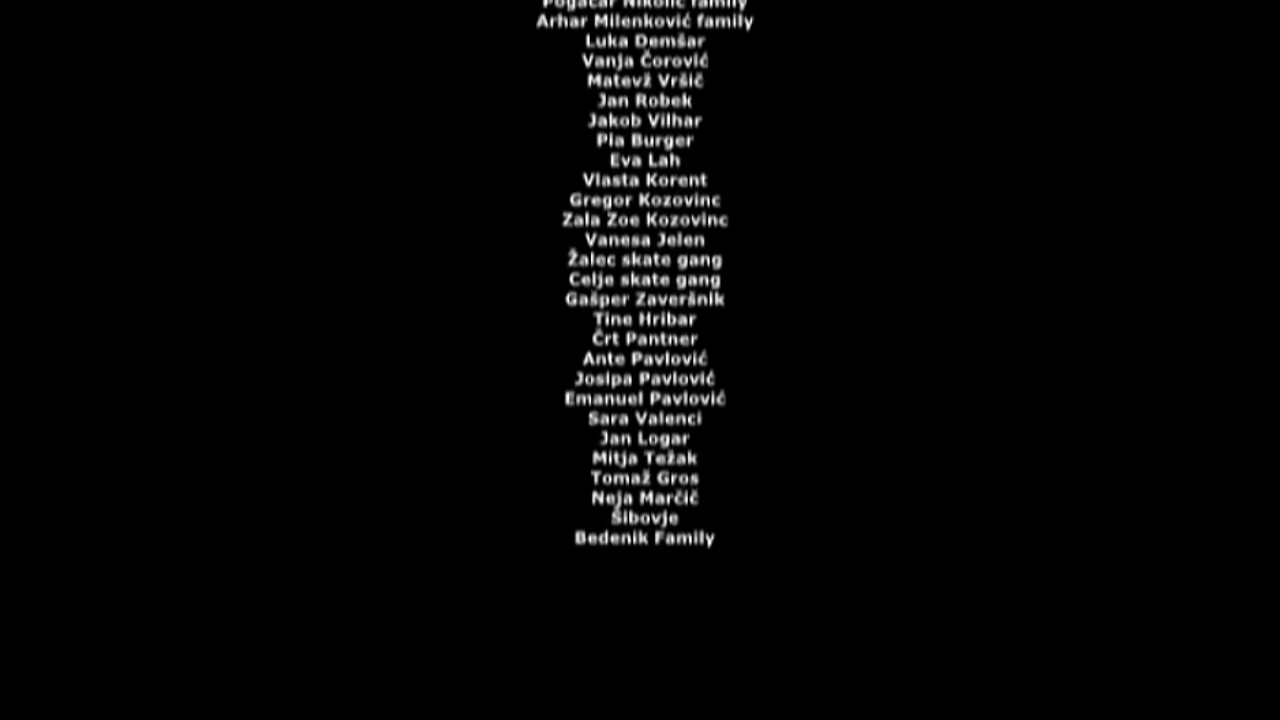 Pogačar Nikolić family
Arhar Milenković family
Luka Demšar
Vanja Čorović
Matevž Vršič
Jan Robek
Jakob Vilhar
Pia Burger
Eva Lah
Vlasta Korent
Gregor Kozovinc
Zala Zoe Kozovinc
Vanesa Jelen
Žalec skate gang
Celje skate gang
Gašper Zaveršnik
Tine Hribar
Črt Pantner
Ante Pavlović
Josipa Pavlović
Emanuel Pavlović
Sara Valenci
Jan Logar
Mitja Težak
Tomaž Gros
Neja Marčič
Šibovje
Bedenik Family